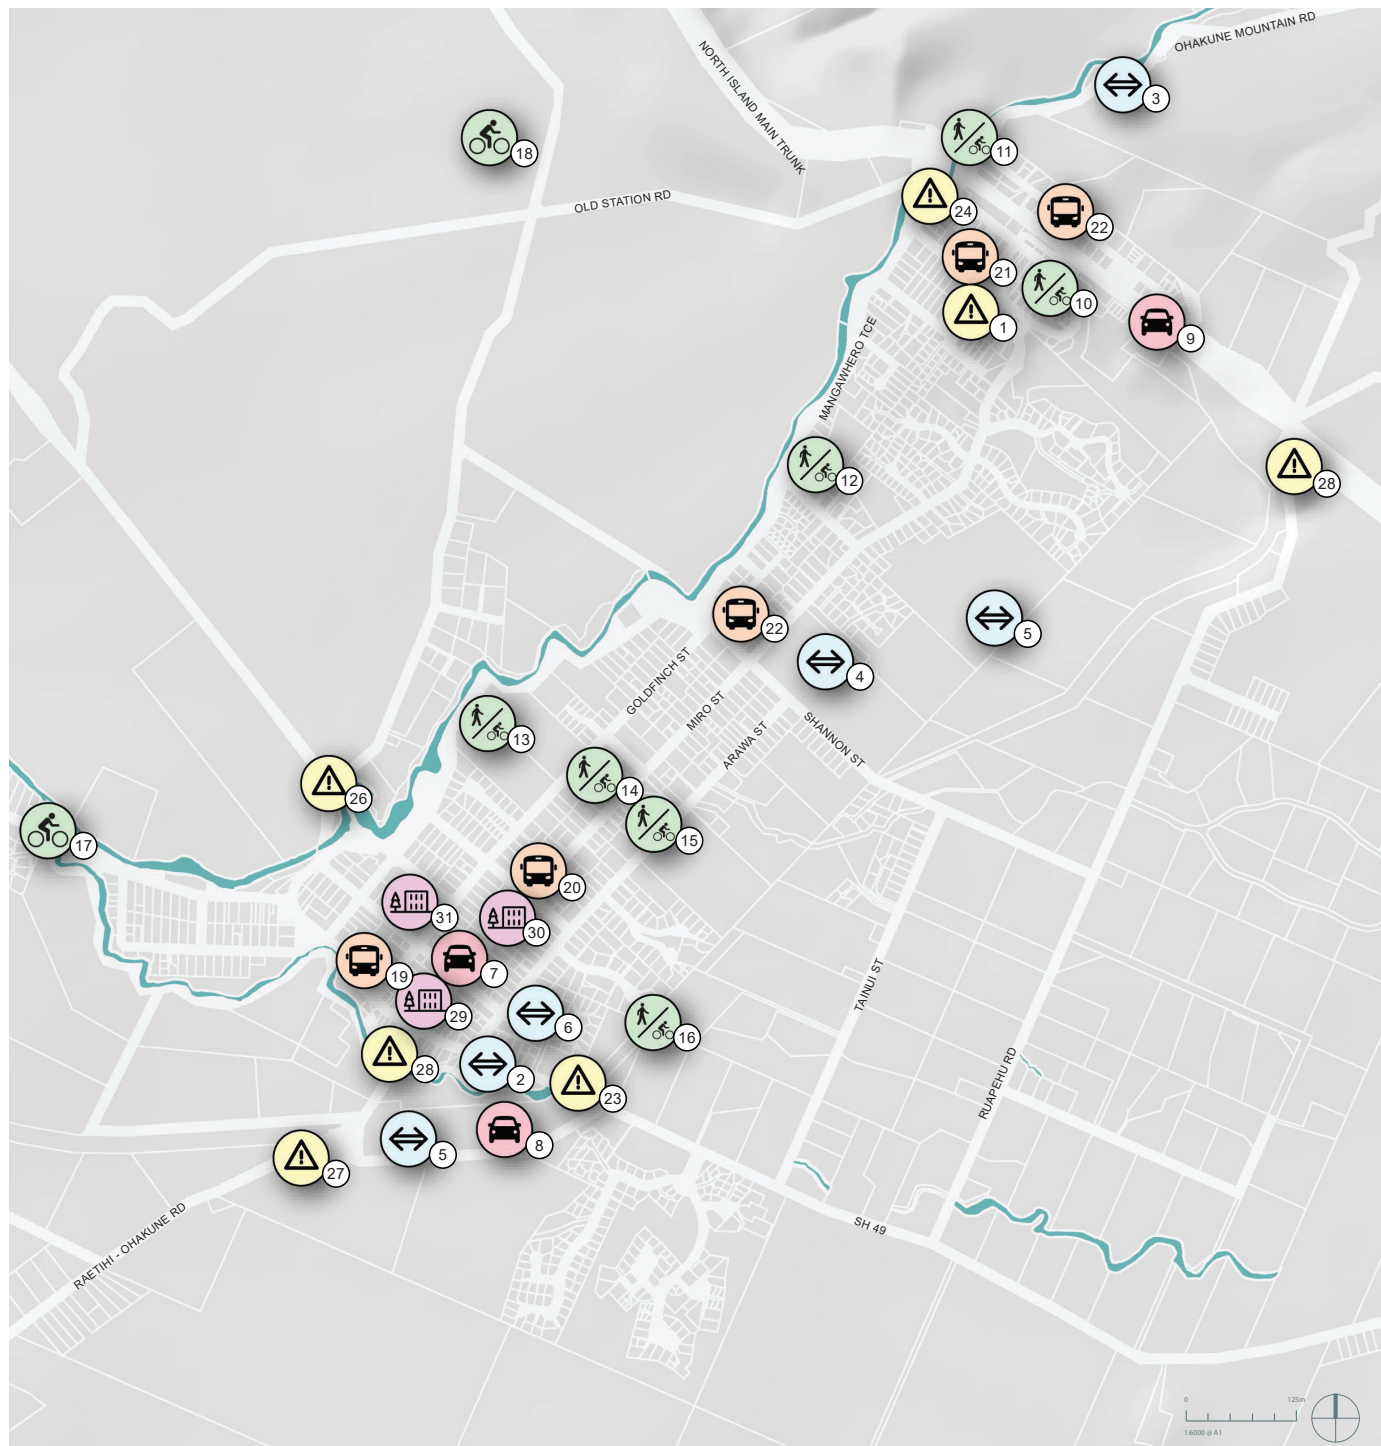 OHAKUNE MOUNTAIN RD
NORTH ISLAND MAIN TRUNK
3
11
18
OLD STATION RD
24
22
21
10
1
9
MANGAWHERO TCE
12
28
22
5
4
GOLDFINCH ST
MIRO ST
ARAWA ST
SHANNON ST
13
14
26
15
17
20
31
30
19
7
29
6
16
TAINUI ST
28
2
23
RUAPEHU RD
5
8
27
RAETIHI - OHAKUNE RD
SH 49
0 125m
1:6000 @ A1